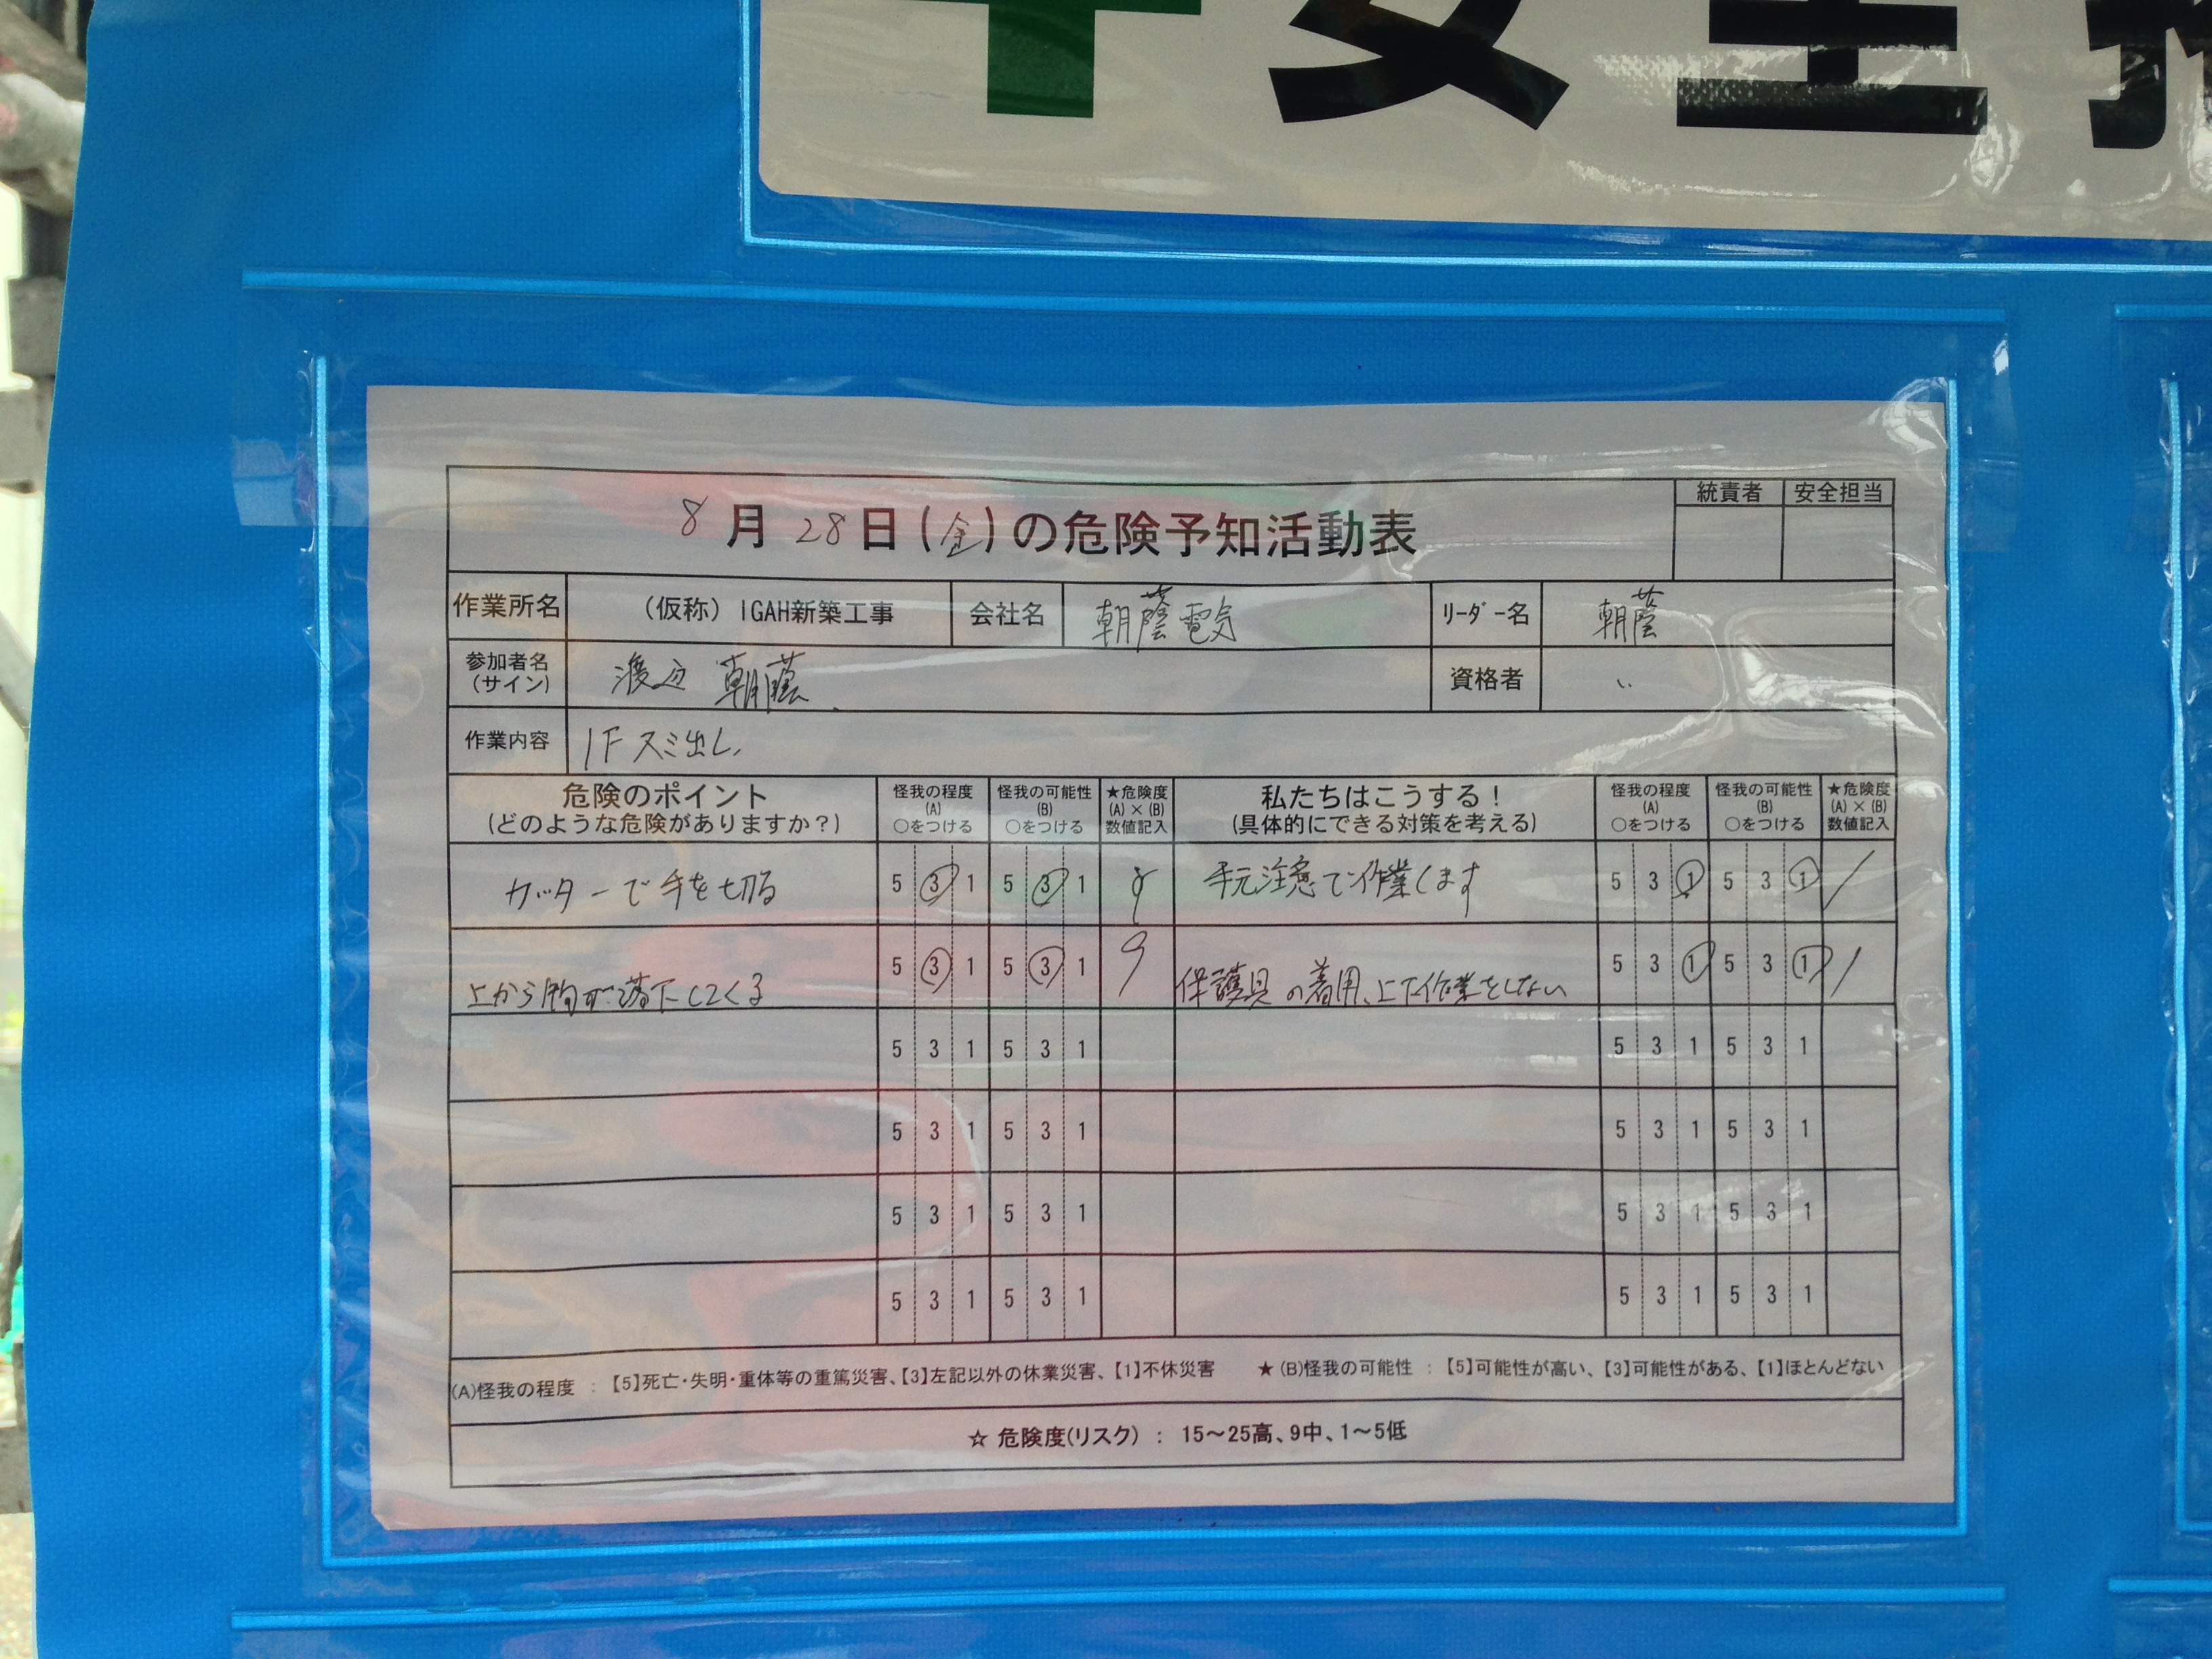 安全
統責者 安全担当
8月28日(金)の危険予知活動表
作業所名 (仮称) IGAH新築工事 会社名 朝蔭電気 リーダー名 朝蔭
参加者名 (サイン) 渡辺 朝蔭 資格者 〃
作業内容 1Fスミ出し
危険のポイント (どのような危険がありますか?) 怪我の程度 (A) ○をつける 怪我の可能性 (B) ○をつける ★危険度 (A)×(B) 数値記入 私たちはこうする! (具体的にできる対策を考える) 怪我の程度 (A) ○をつける 怪我の可能性 (B) ○をつける ★危険度 (A)×(B) 数値記入
カッターで手を切る 5 3 1 5 3 1 手元注意で作業します 5 3 1 5 3 1 1
上から物が落下してくる 5 3 1 5 3 1 9 保護具の着用、上下作業をしない 5 3 1 5 3 1 1
5 3 1 5 3 1 5 3 1 5 3 1
5 3 1 5 3 1 5 3 1 5 3 1
5 3 1 5 3 1 5 3 1 5 3 1
5 3 1 5 3 1 5 3 1 5 3 1
(A)怪我の程度 : 【5】死亡・失明・重体等の重篤災害、【3】左記以外の休業災害、【1】不休災害 ★(B)怪我の可能性 : 【5】可能性が高い、【3】可能性がある、【1】ほとんどない
☆ 危険度(リスク) : 15〜25高、9中、1〜5低